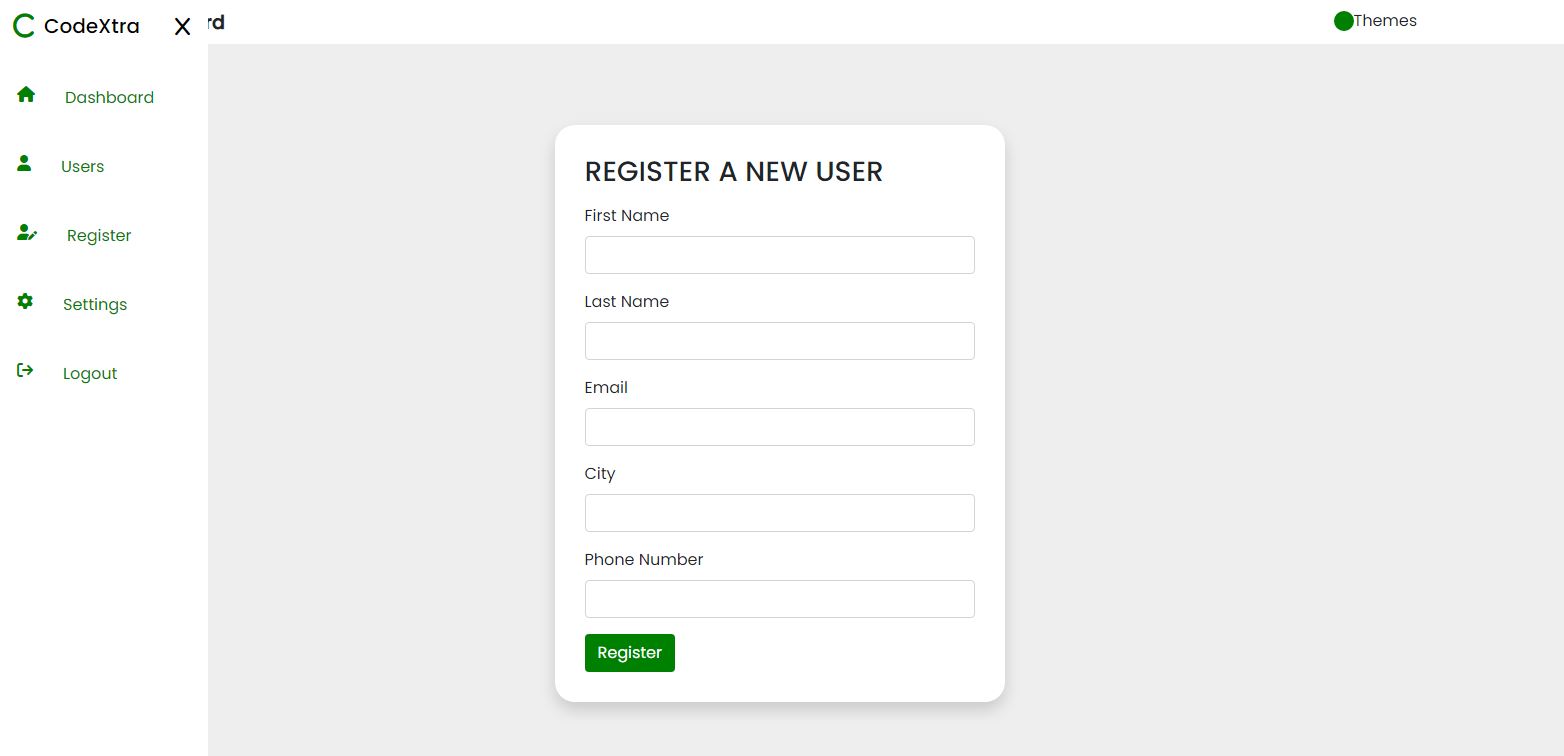 CodeXtra X rd Themes
Dashboard
Users
Register
Settings
Logout
REGISTER A NEW USER
First Name
Last Name
Email
City
Phone Number
Register